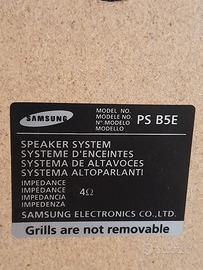 SAMSUNG
MODEL NO.
MODELE NO.
Nº MODELO
MODELLO
PS B5E
SPEAKER SYSTEM
SYSTEME D'ENCEINTES
SISTEMA DE ALTAVOCES
SISTEMA ALTOPARLANTI
IMPEDANCE
IMPEDANCE
IMPEDANCIA
IMPEDENZA
4Ω
SAMSUNG ELECTRONICS CO.,LTD.
Grills are not removable